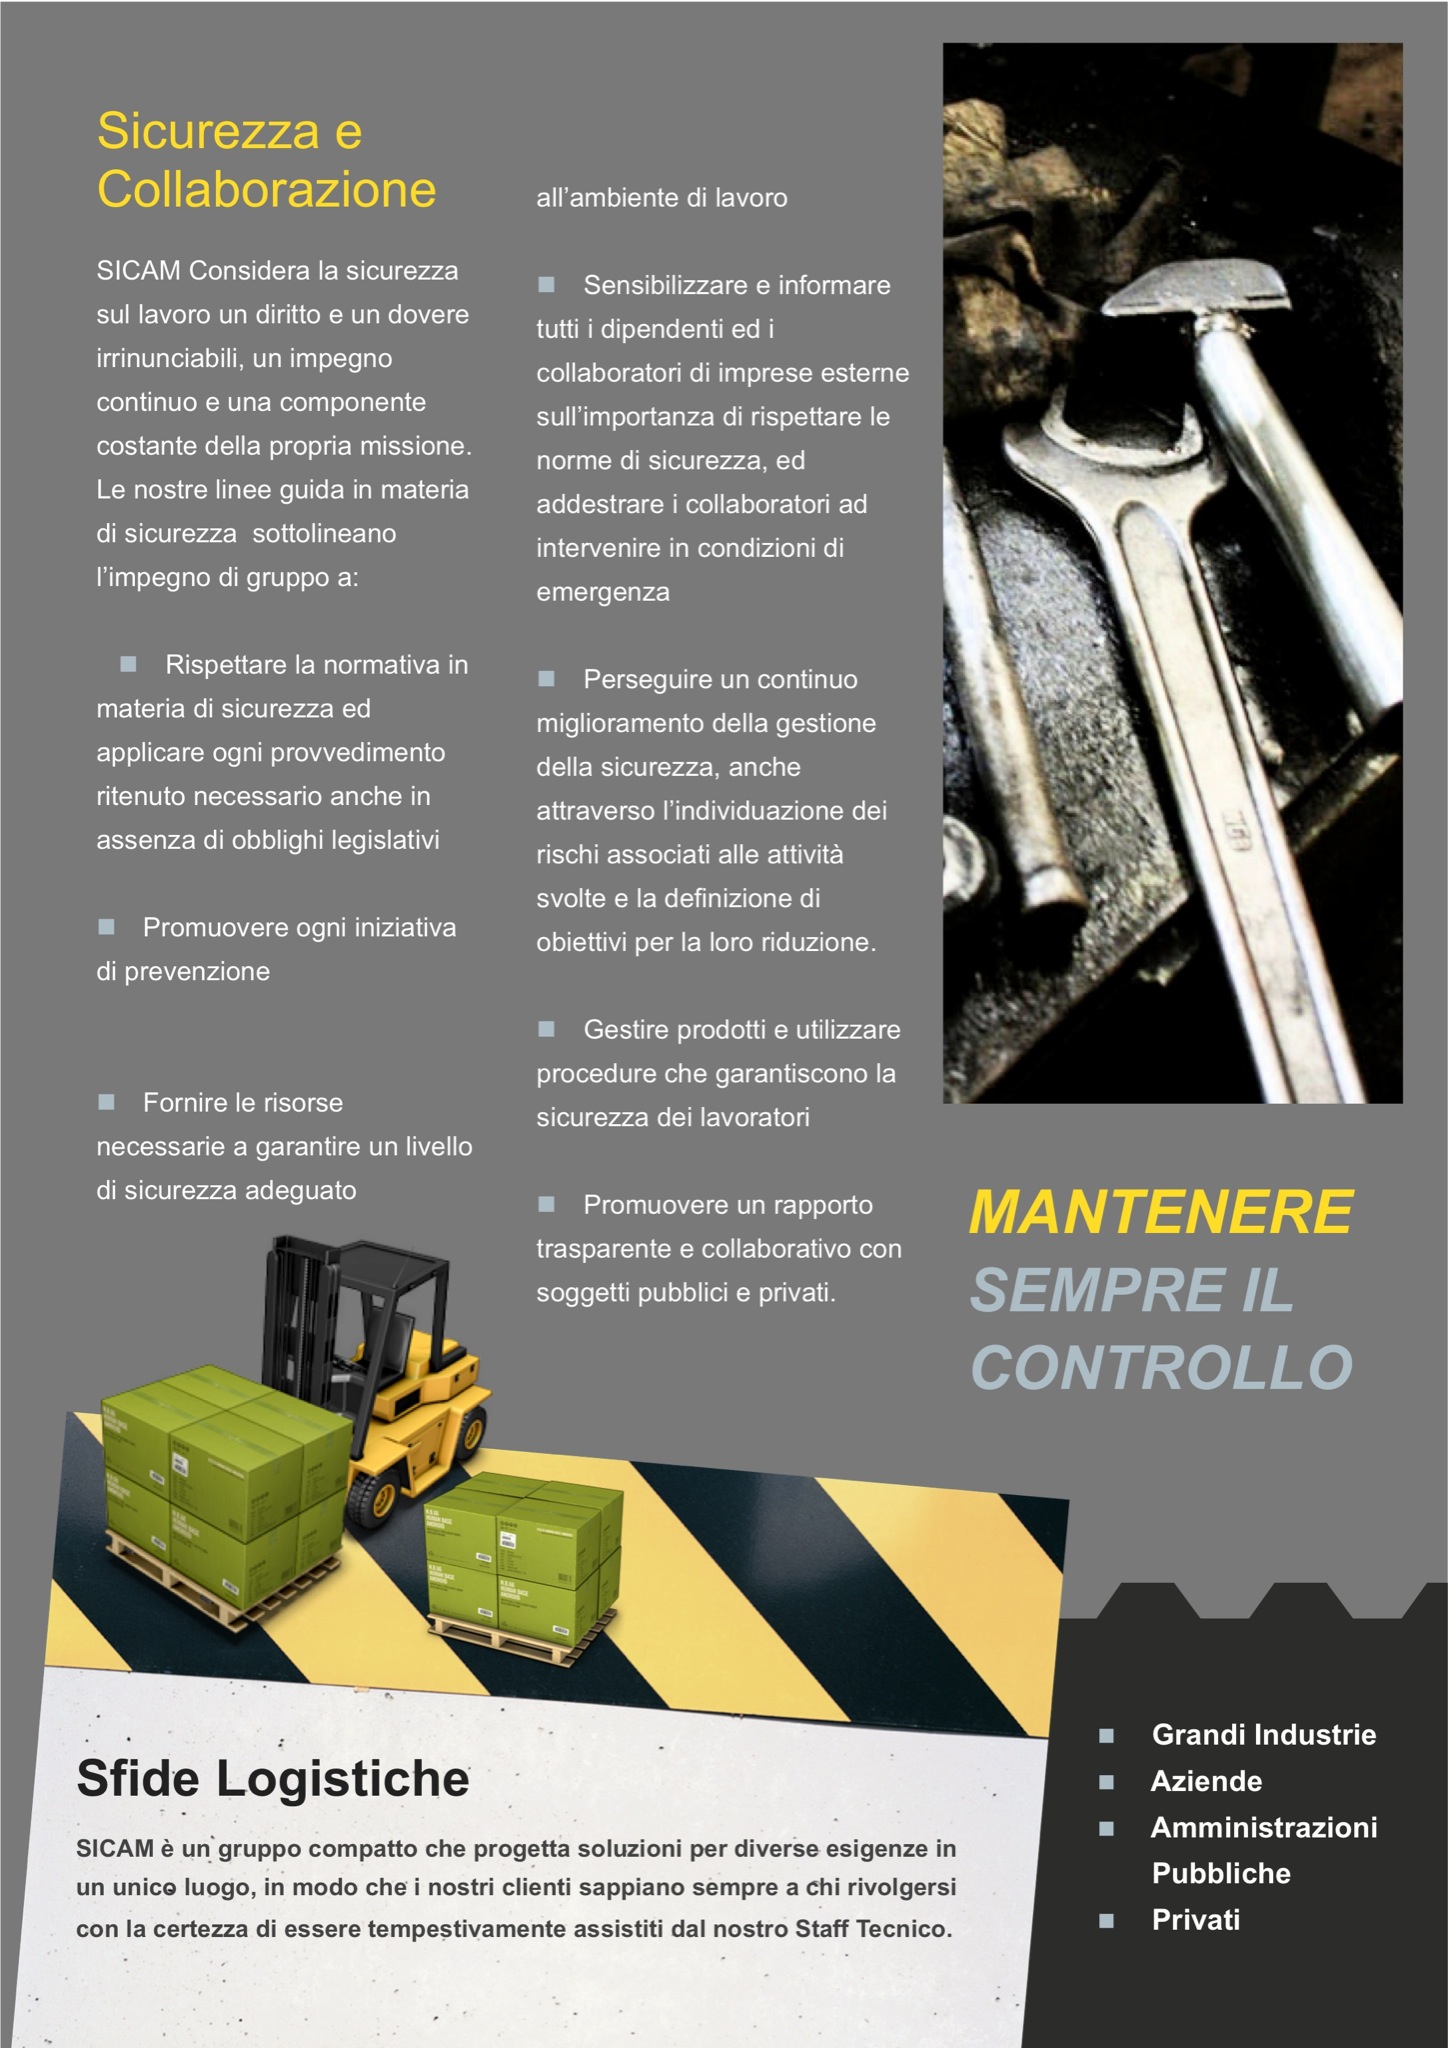 Sicurezza e
Collaborazione
SICAM Considera la sicurezza
sul lavoro un diritto e un dovere
irrinunciabili, un impegno
continuo e una componente
costante della propria missione.
Le nostre linee guida in materia
di sicurezza  sottolineano
l’impegno di gruppo a:
■ Rispettare la normativa in
materia di sicurezza ed
applicare ogni provvedimento
ritenuto necessario anche in
assenza di obblighi legislativi
■ Promuovere ogni iniziativa
di prevenzione
■ Fornire le risorse
necessarie a garantire un livello
di sicurezza adeguato
all’ambiente di lavoro
■ Sensibilizzare e informare
tutti i dipendenti ed i
collaboratori di imprese esterne
sull’importanza di rispettare le
norme di sicurezza, ed
addestrare i collaboratori ad
intervenire in condizioni di
emergenza
■ Perseguire un continuo
miglioramento della gestione
della sicurezza, anche
attraverso l’individuazione dei
rischi associati alle attività
svolte e la definizione di
obiettivi per la loro riduzione.
■ Gestire prodotti e utilizzare
procedure che garantiscono la
sicurezza dei lavoratori
■ Promuovere un rapporto
trasparente e collaborativo con
soggetti pubblici e privati.
MANTENERE
SEMPRE IL
CONTROLLO
Sfide Logistiche
SICAM è un gruppo compatto che progetta soluzioni per diverse esigenze in
un unico luogo, in modo che i nostri clienti sappiano sempre a chi rivolgersi
con la certezza di essere tempestivamente assistiti dal nostro Staff Tecnico.
■ Grandi Industrie
■ Aziende
■ Amministrazioni
Pubbliche
■ Privati